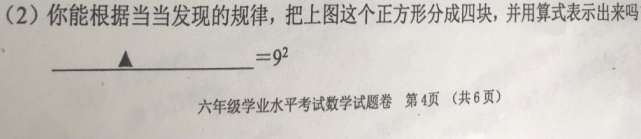 (2) 你能根据当当发现的规律，把上图这个正方形分成四块，并用算式表示出来吗
▲ =9²
六年级学业水平考试数学试题卷 第4页 （共6页）